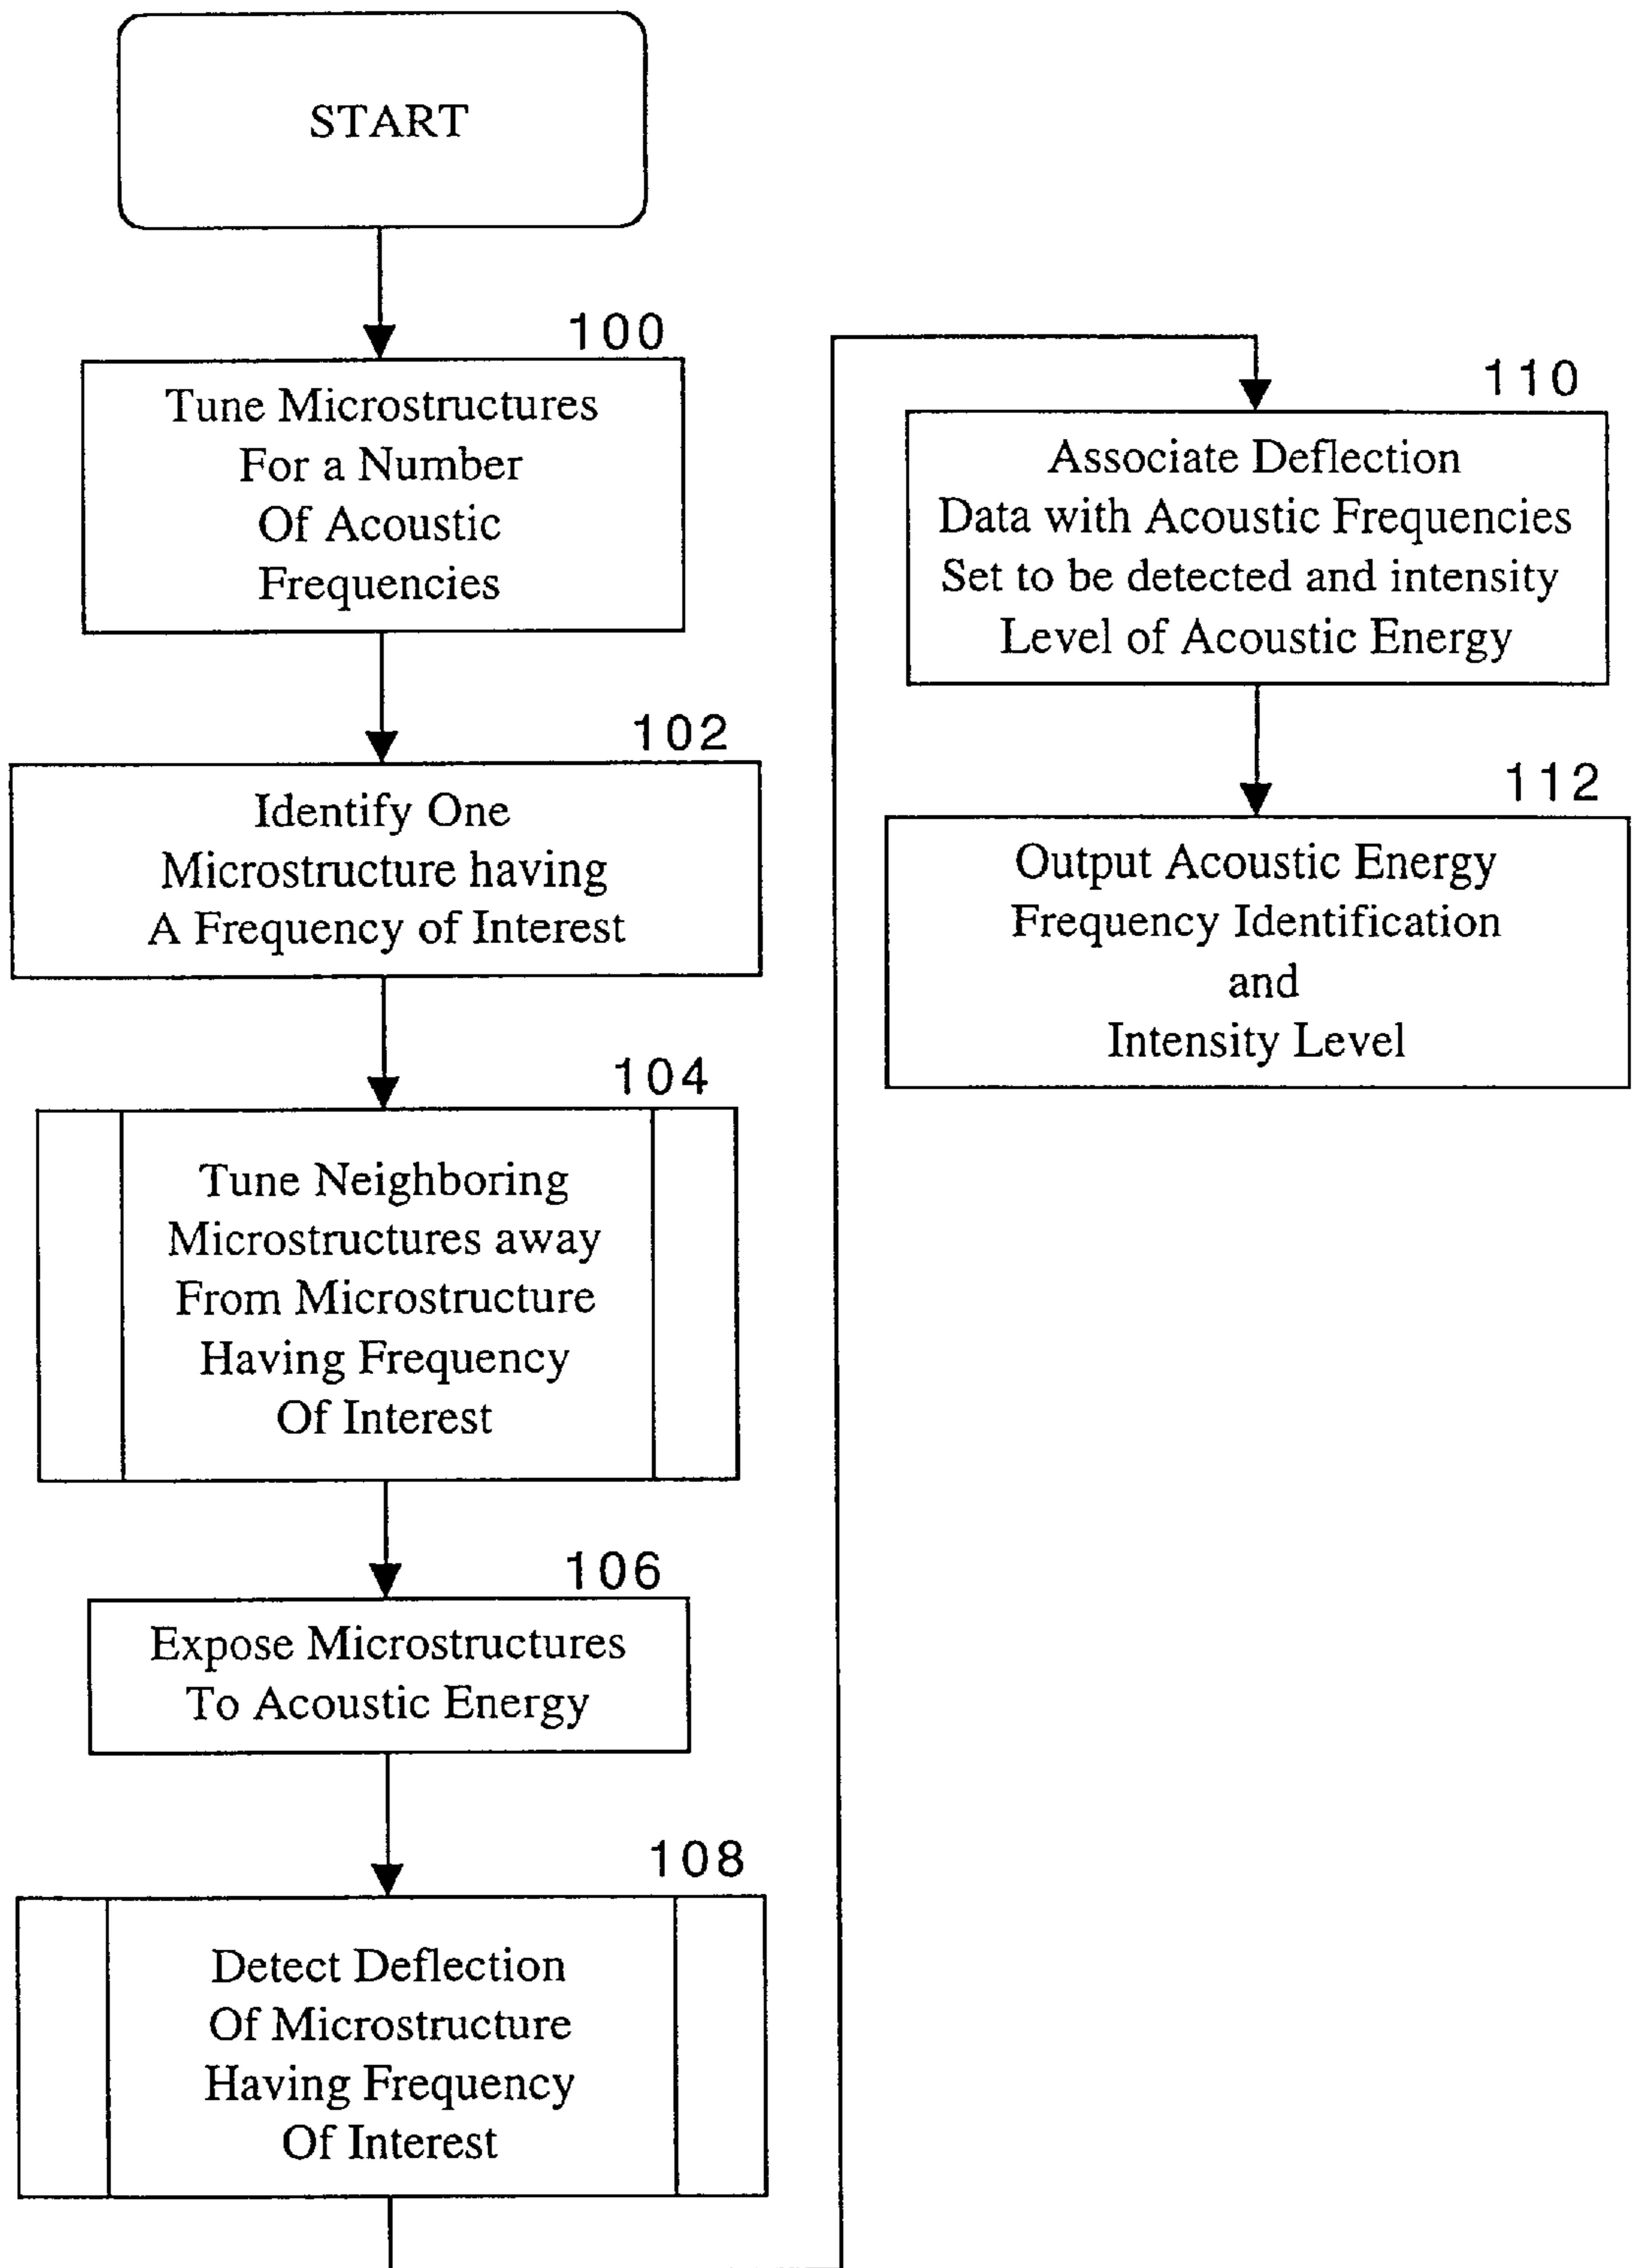 START
100
Tune Microstructures
For a Number
Of Acoustic
Frequencies
102
Identify One
Microstructure having
A Frequency of Interest
104
Tune Neighboring
Microstructures away
From Microstructure
Having Frequency
Of Interest
106
Expose Microstructures
To Acoustic Energy
108
Detect Deflection
Of Microstructure
Having Frequency
Of Interest
110
Associate Deflection
Data with Acoustic Frequencies
Set to be detected and intensity
Level of Acoustic Energy
112
Output Acoustic Energy
Frequency Identification
and
Intensity Level